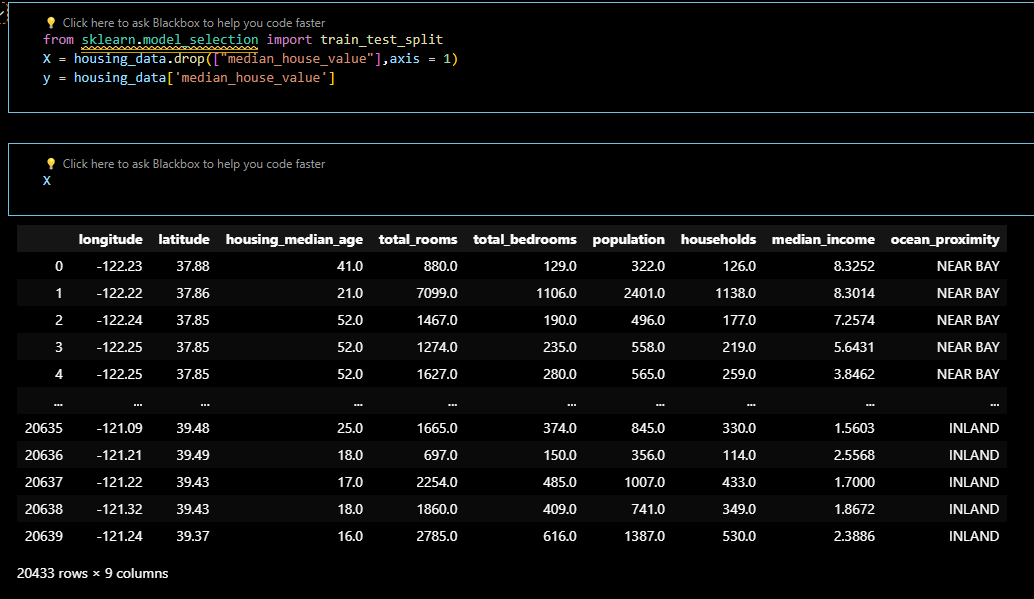 Click here to ask Blackbox to help you code faster
from sklearn.model_selection import train_test_split
X = housing_data.drop(["median_house_value"],axis = 1)
y = housing_data['median_house_value']
Click here to ask Blackbox to help you code faster
X
longitude latitude housing_median_age total_rooms total_bedrooms population households median_income ocean_proximity
0 -122.23 37.88 41.0 880.0 129.0 322.0 126.0 8.3252 NEAR BAY
1 -122.22 37.86 21.0 7099.0 1106.0 2401.0 1138.0 8.3014 NEAR BAY
2 -122.24 37.85 52.0 1467.0 190.0 496.0 177.0 7.2574 NEAR BAY
3 -122.25 37.85 52.0 1274.0 235.0 558.0 219.0 5.6431 NEAR BAY
4 -122.25 37.85 52.0 1627.0 280.0 565.0 259.0 3.8462 NEAR BAY
... ... ... ... ... ... ... ... ... ...
20635 -121.09 39.48 25.0 1665.0 374.0 845.0 330.0 1.5603 INLAND
20636 -121.21 39.49 18.0 697.0 150.0 356.0 114.0 2.5568 INLAND
20637 -121.22 39.43 17.0 2254.0 485.0 1007.0 433.0 1.7000 INLAND
20638 -121.32 39.43 18.0 1860.0 409.0 741.0 349.0 1.8672 INLAND
20639 -121.24 39.37 16.0 2785.0 616.0 1387.0 530.0 2.3886 INLAND
20433 rows × 9 columns